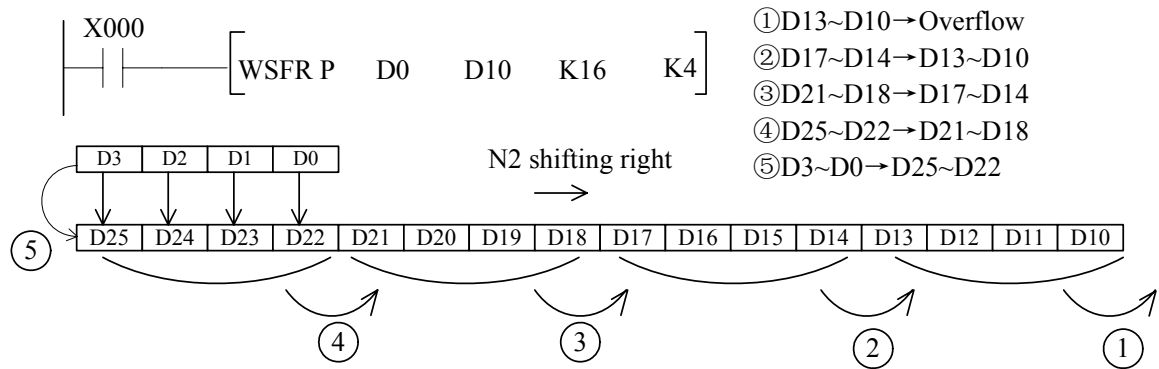 X000
WSFR P D0 D10 K16 K4
①D13~D10→Overflow
②D17~D14→D13~D10
③D21~D18→D17~D14
④D25~D22→D21~D18
⑤D3~D0→D25~D22
D3 D2 D1 D0
N2 shifting right
5
D25 D24 D23 D22 D21 D20 D19 D18 D17 D16 D15 D14 D13 D12 D11 D10
4 3 2 1